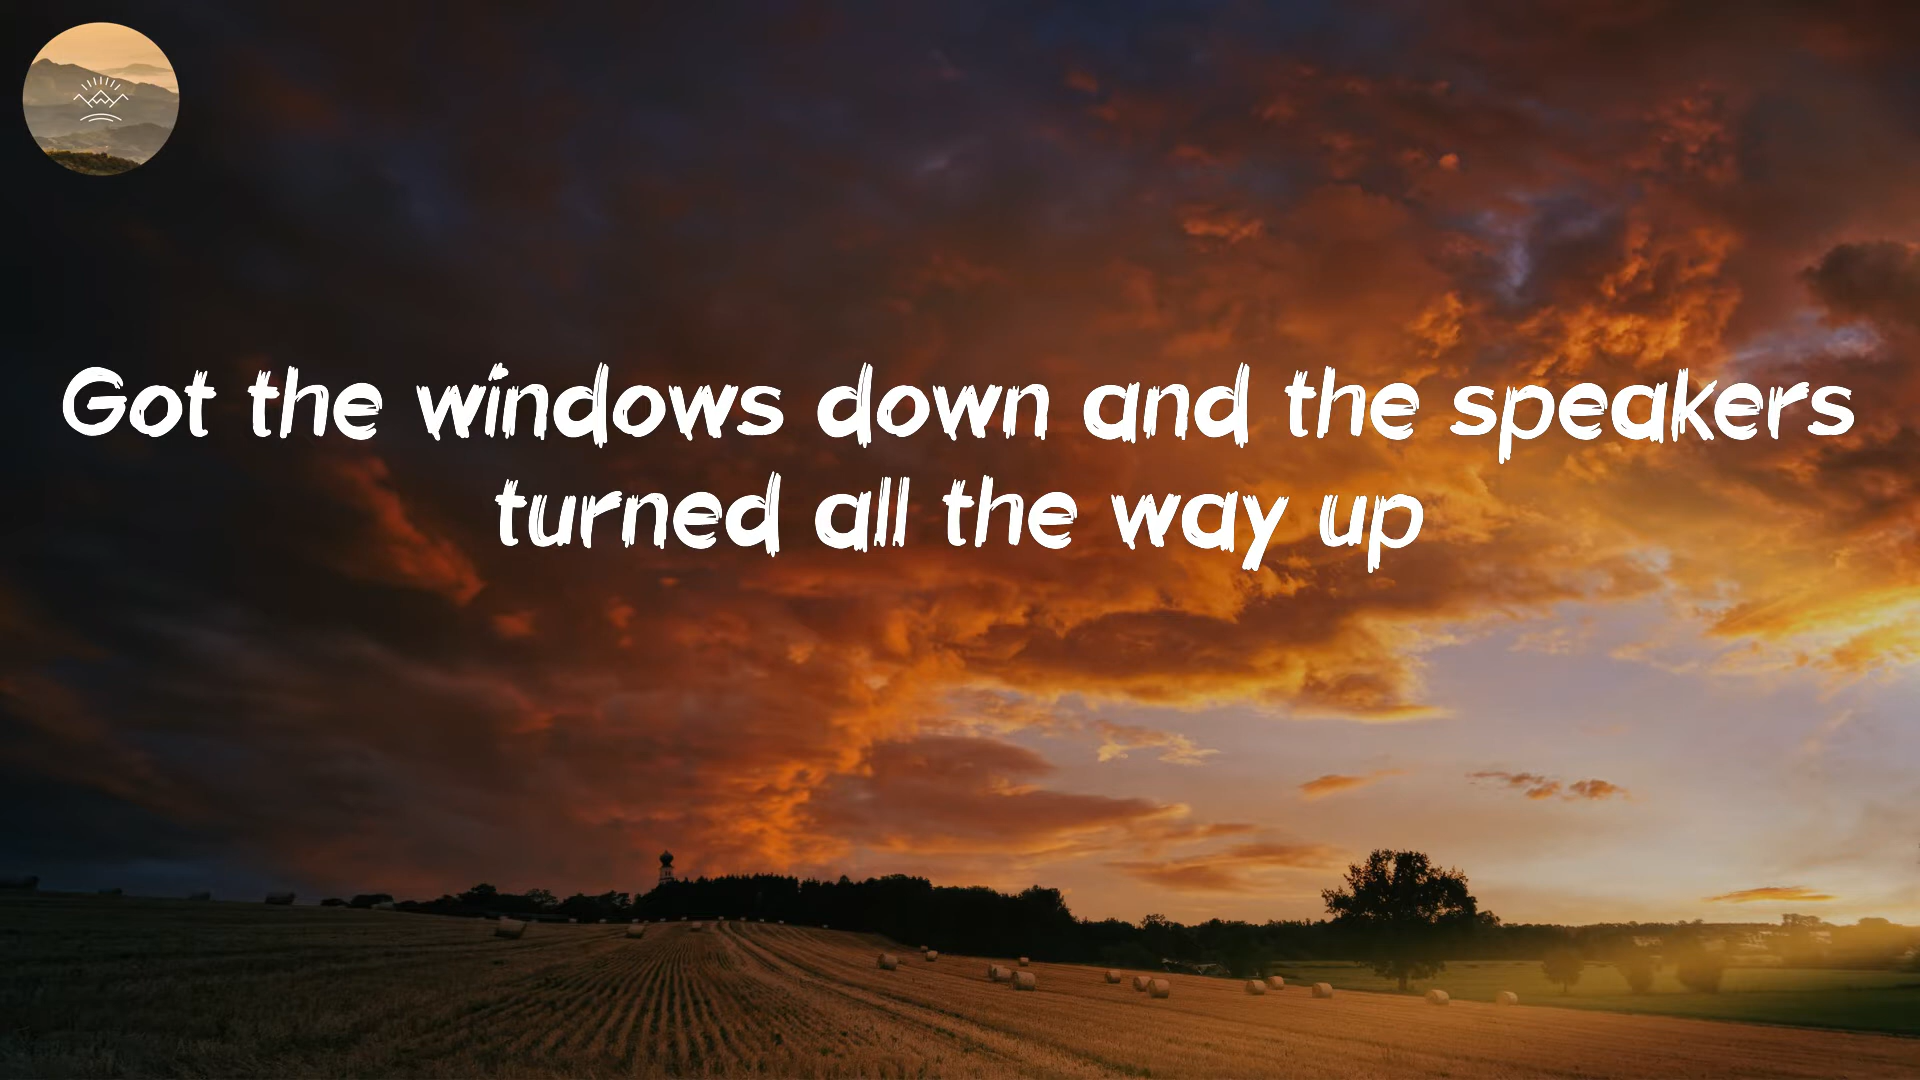 Got the windows down and the speakers
turned all the way up